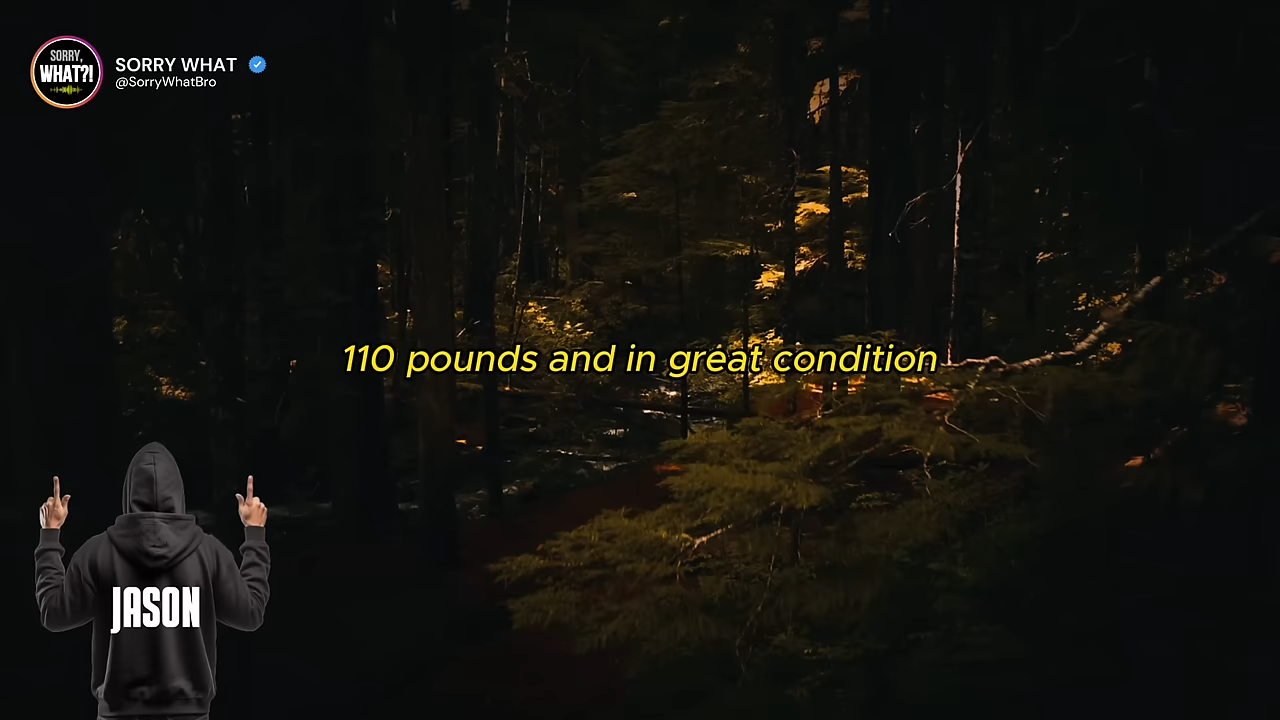 SORRY,
WHAT?!
SORRY WHAT
@SorryWhatBro
110 pounds and in great condition
JASON